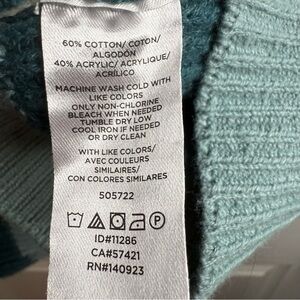 60% COTTON/ COTON/
ALGODÓN
40% ACRYLIC/ ACRYLIQUE/
ACRÍLICO
MACHINE WASH COLD WITH
LIKE COLORS
ONLY NON-CHLORINE
BLEACH WHEN NEEDED
TUMBLE DRY LOW
COOL IRON IF NEEDED
OR DRY CLEAN
WITH LIKE COLORS/
AVEC COULEURS
SIMILAIRES/
CON COLORES SIMILARES
505722
P
ID#11286
CA#57421
RN#140923